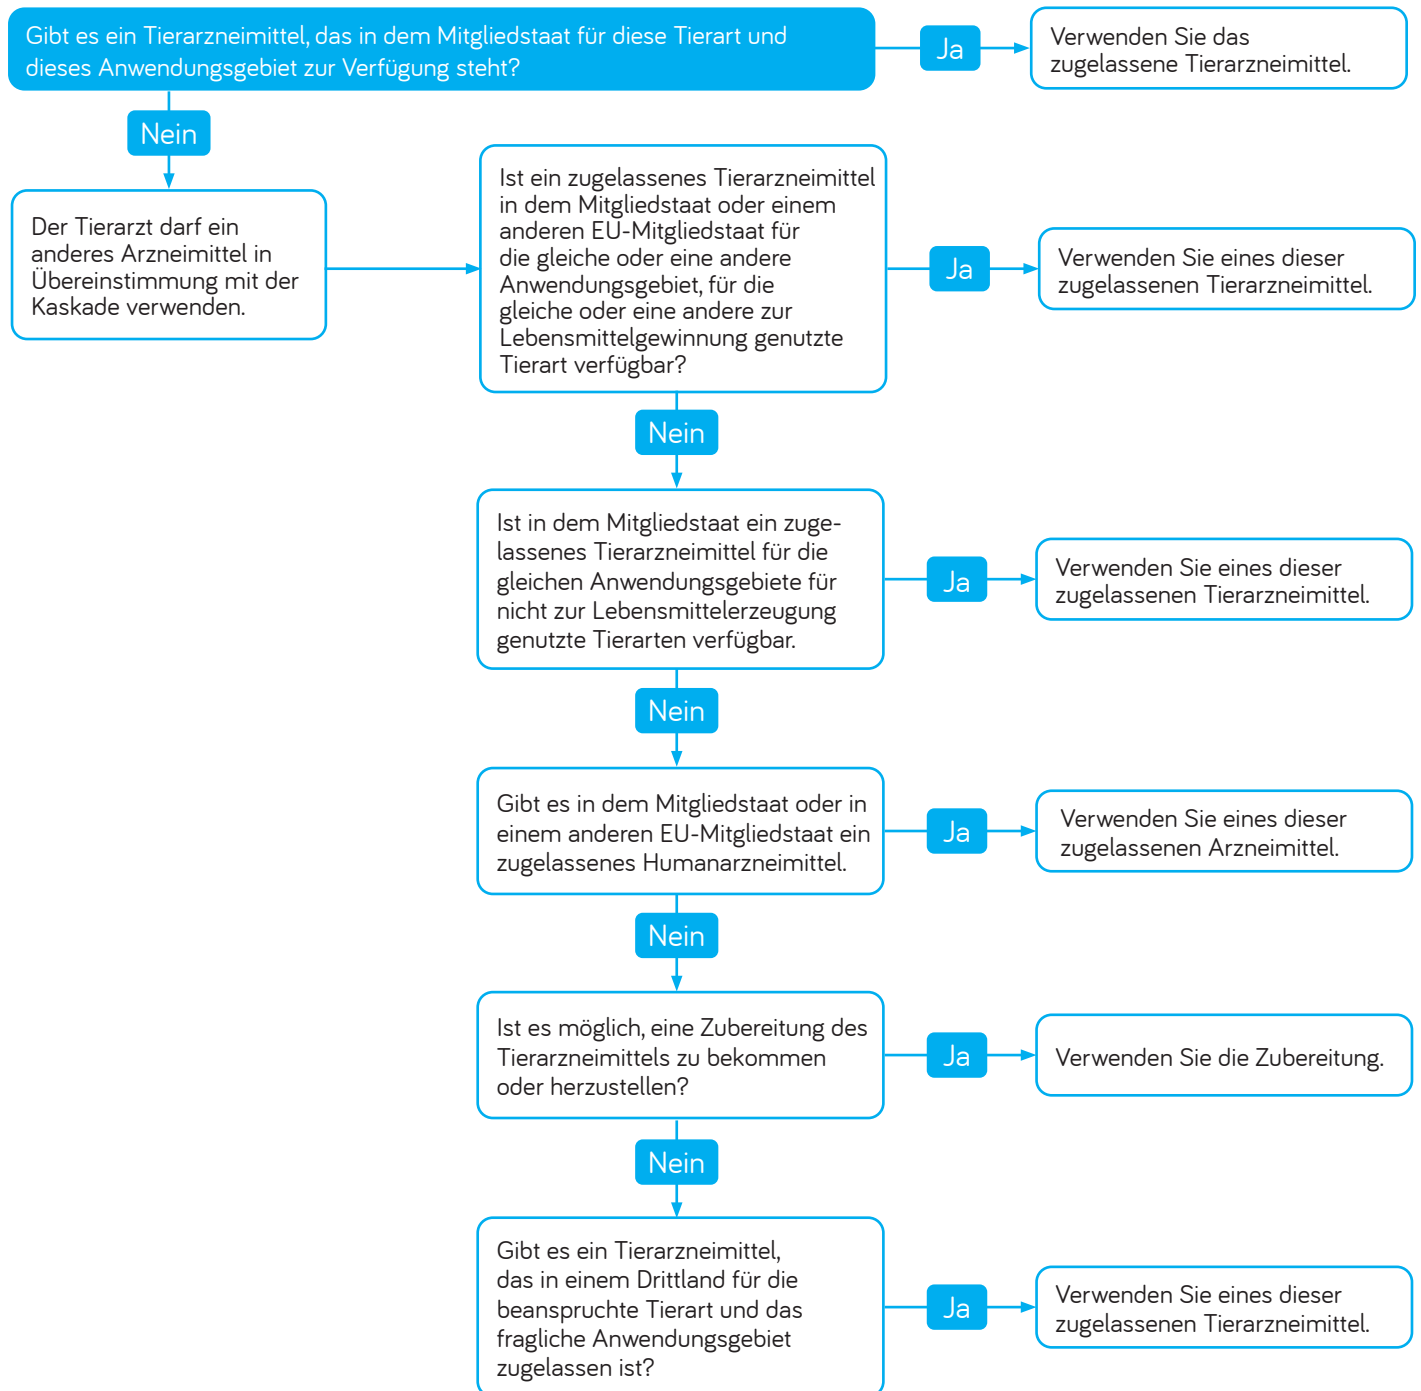 Gibt es ein Tierarzneimittel, das in dem Mitgliedstaat für diese Tierart und
dieses Anwendungsgebiet zur Verfügung steht?
Ja
Verwenden Sie das
zugelassene Tierarzneimittel.
Nein
Der Tierarzt darf ein
anderes Arzneimittel in
Übereinstimmung mit der
Kaskade verwenden.
Ist ein zugelassenes Tierarzneimittel
in dem Mitgliedstaat oder einem
anderen EU-Mitgliedstaat für
die gleiche oder eine andere
Anwendungsgebiet, für die
gleiche oder eine andere zur
Lebensmittelgewinnung genutzte
Tierart verfügbar?
Ja
Verwenden Sie eines dieser
zugelassenen Tierarzneimittel.
Nein
Ist in dem Mitgliedstaat ein zuge-
lassenes Tierarzneimittel für die
gleichen Anwendungsgebiete für
nicht zur Lebensmittelerzeugung
genutzte Tierarten verfügbar.
Ja
Verwenden Sie eines dieser
zugelassenen Tierarzneimittel.
Nein
Gibt es in dem Mitgliedstaat oder in
einem anderen EU-Mitgliedstaat ein
zugelassenes Humanarzneimittel.
Ja
Verwenden Sie eines dieser
zugelassenen Arzneimittel.
Nein
Ist es möglich, eine Zubereitung des
Tierarzneimittels zu bekommen
oder herzustellen?
Ja
Verwenden Sie die Zubereitung.
Nein
Gibt es ein Tierarzneimittel,
das in einem Drittland für die
beanspruchte Tierart und das
fragliche Anwendungsgebiet
zugelassen ist?
Ja
Verwenden Sie eines dieser
zugelassenen Tierarzneimittel.